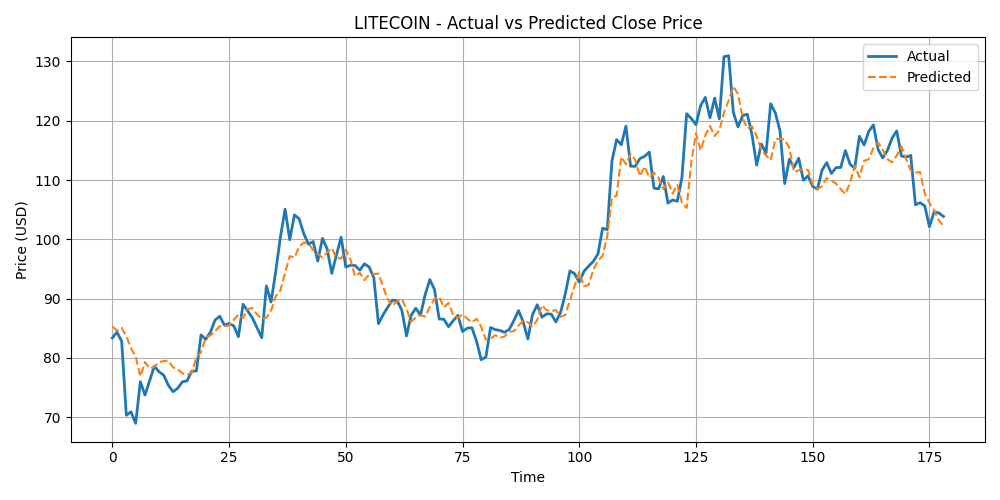 LITECOIN - Actual vs Predicted Close Price
Actual
Predicted
Price (USD)
130
120
110
100
90
80
70
0 25 50 75 100 125 150 175
Time